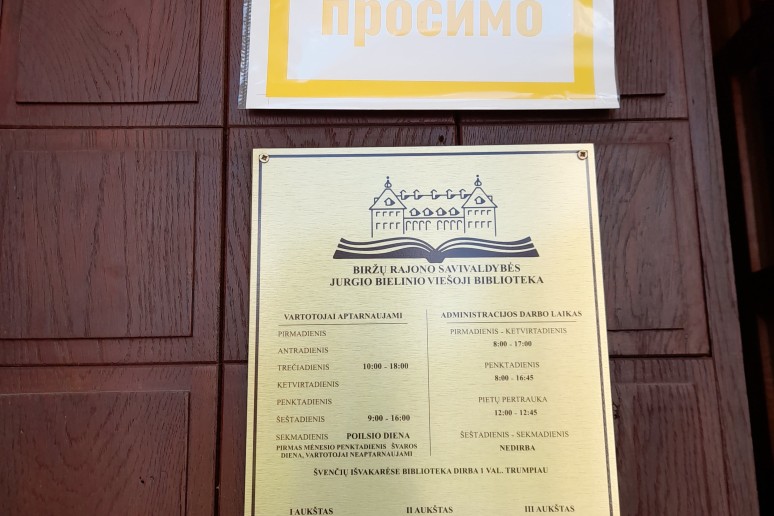 просимо
BIRŽŲ RAJONO SAVIVALDYBĖS
JURGIO BIELINIO VIEŠOJI BIBLIOTEKA
VARTOTOJAI APTARNAUJAMI
PIRMADIENIS
ANTRADIENIS
TREČIADIENIS 10:00 - 18:00
KETVIRTADIENIS
PENKTADIENIS
ŠEŠTADIENIS 9:00 - 16:00
SEKMADIENIS POILSIO DIENA
PIRMAS MĖNESIO PENKTADIENIS ŠVAROS
DIENA, VARTOTOJAI NEAPTARNAUJAMI
ADMINISTRACIJOS DARBO LAIKAS
PIRMADIENIS - KETVIRTADIENIS
8:00 - 17:00
PENKTADIENIS
8:00 - 16:45
PIETŲ PERTRAUKA
12:00 - 12:45
ŠEŠTADIENIS - SEKMADIENIS
NEDIRBA
ŠVENČIŲ IŠVAKARĖSE BIBLIOTEKA DIRBA 1 VAL. TRUMPIAU
I AUKŠTAS II AUKŠTAS III AUKŠTAS